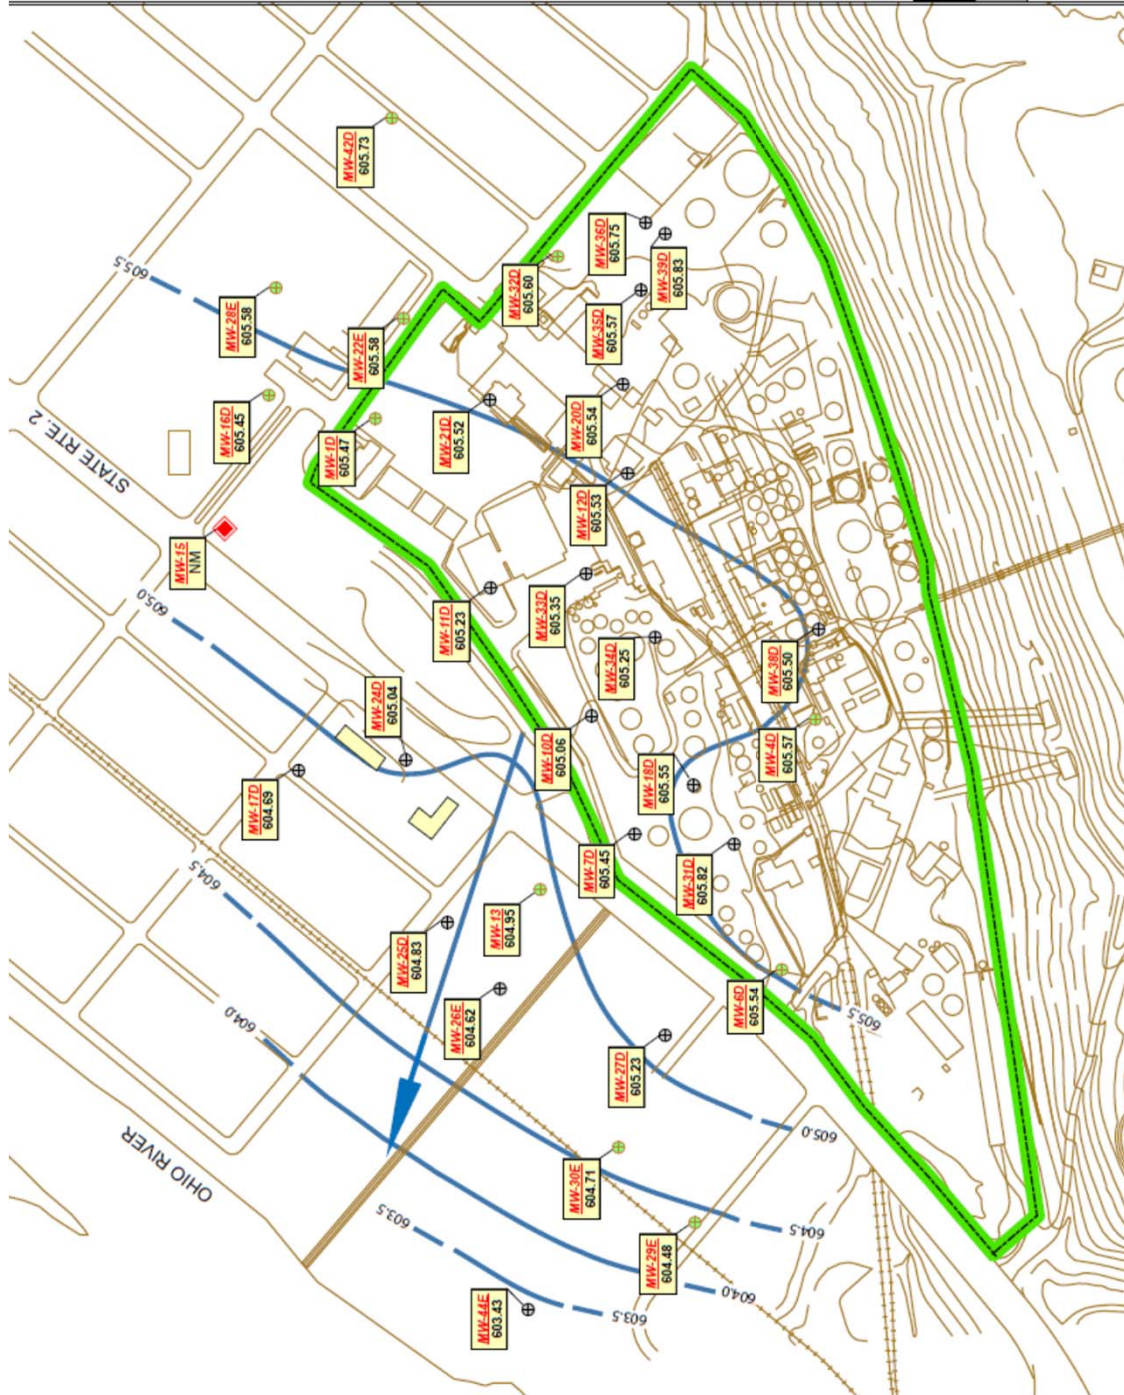 MW-42D
605.73
605.5
MW-36D
605.75
MW-32D
605.60
MW-39D
605.83
MW-28E
605.58
MW-22E
605.58
MW-35D
605.57
MW-16D
605.45
STATE RTE. 2
MW-1D
605.47
MW-21D
605.52
MW-20D
605.54
MW-12D
605.53
MW-15
NM
605.0
MW-11D
605.23
MW-33D
605.35
MW-34D
605.25
MW-38D
605.50
MW-24D
605.04
MW-10D
605.06
MW-4D
605.57
MW-17D
604.69
MW-18D
605.55
604.5
MW-7D
605.45
MW-31D
605.82
MW-13
604.95
MW-25D
604.83
MW-26E
604.62
MW-6D
605.54
605.5
604.0
MW-27D
605.23
605.0
OHIO RIVER
MW-30E
604.71
603.5
604.5
MW-29E
604.48
604.0
MW-44E
603.43
603.5